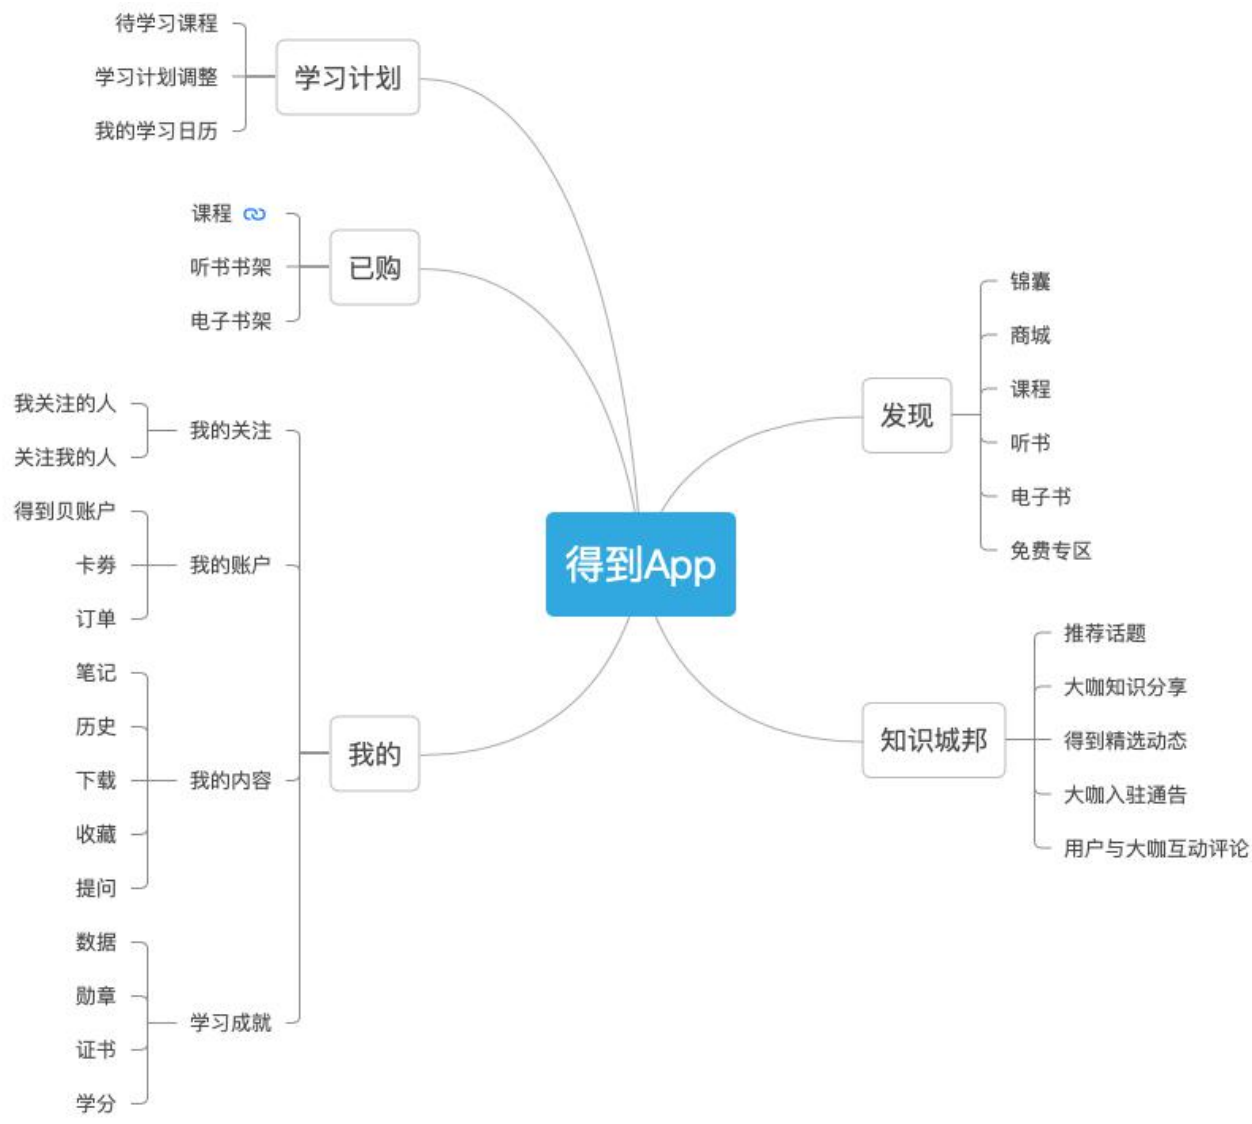 得到App
学习计划
待学习课程
学习计划调整
我的学习日历
已购
课程
听书书架
电子书架
我的
我的关注
我关注的人
关注我的人
我的账户
得到贝账户
卡劵
订单
我的内容
笔记
历史
下载
收藏
提问
学习成就
数据
勋章
证书
学分
发现
锦囊
商城
课程
听书
电子书
免费专区
知识城邦
推荐话题
大咖知识分享
得到精选动态
大咖入驻通告
用户与大咖互动评论